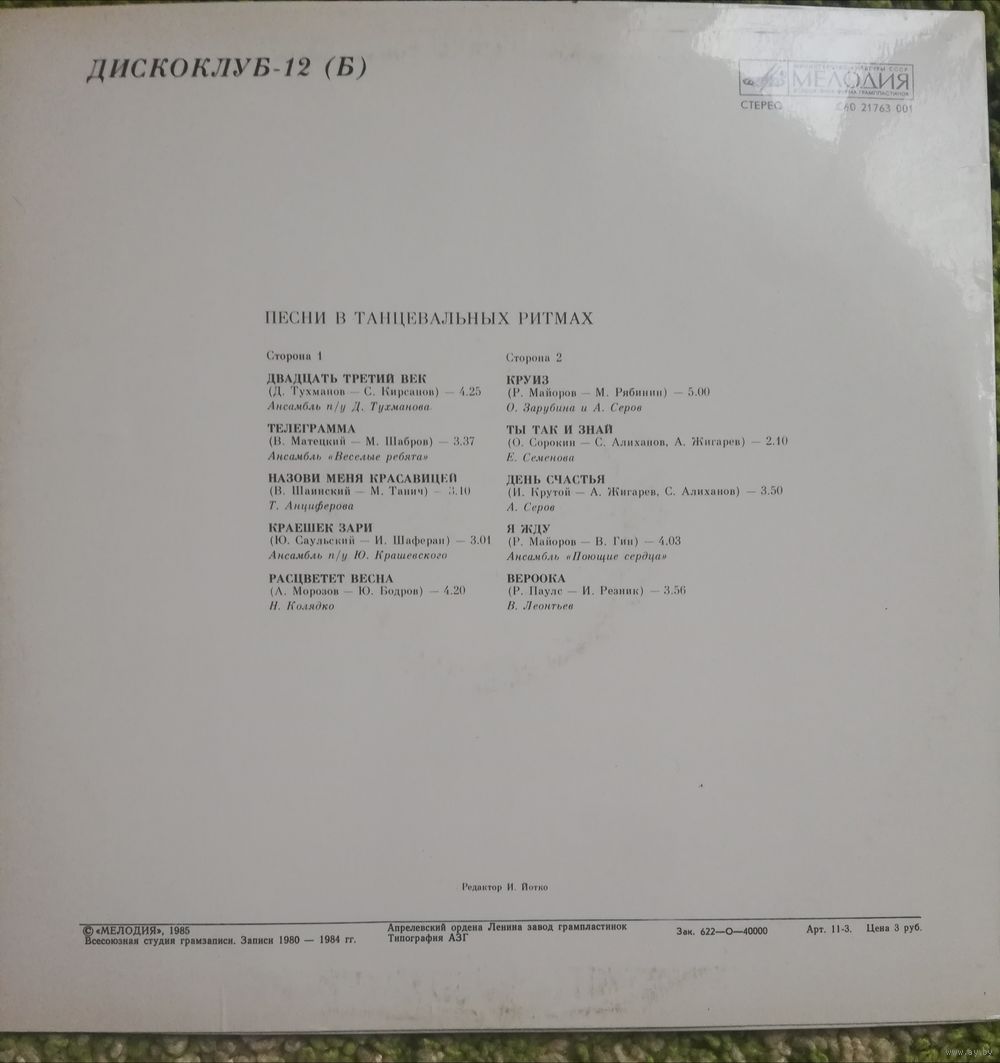 ДИСКОКЛУБ-12 (Б)
МЕЛОДИЯ
СТЕРЕО
21763 001
ПЕСНИ В ТАНЦЕВАЛЬНЫХ РИТМАХ
Сторона 1
ДВАДЦАТЬ ТРЕТИЙ ВЕК
(Д. Тухманов — С. Кирсанов) — 4.25
Ансамбль п/у Д. Тухманова
ТЕЛЕГРАММА
(В. Матецкий — М. Шабров) — 3.37
Ансамбль «Веселые ребята»
НАЗОВИ МЕНЯ КРАСАВИЦЕЙ
(В. Шаинский — М. Танич) — 3.10
Т. Анциферова
КРАЕШЕК ЗАРИ
(Ю. Саульский — И. Шаферан) — 3.01
Ансамбль п/у Ю. Крашевского
РАСЦВЕТЕТ ВЕСНА
(А. Морозов — Ю. Бодров) — 4.20
Н. Колядко
Сторона 2
КРУИЗ
(Р. Майоров — М. Рябинин) — 5.00
О. Зарубина и А. Серов
ТЫ ТАК И ЗНАЙ
(О. Сорокин — С. Алиханов, А. Жигарев) — 2.10
Е. Семенова
ДЕНЬ СЧАСТЬЯ
(И. Крутой — А. Жигарев, С. Алиханов) — 3.50
А. Серов
Я ЖДУ
(Р. Майоров — В. Гин) — 4.03
Ансамбль «Поющие сердца»
ВЕРООКА
(Р. Паулс — И. Резник) — 3.56
В. Леонтьев
Редактор И. Йотко
© «МЕЛОДИЯ», 1985
Всесоюзная студия грамзаписи. Записи 1980 — 1984 гг.
Апрелевский ордена Ленина завод грампластинок
Типография АЗГ
Зак. 622—О—40000
Арт. 11-3. Цена 3 руб.
www.ay.by